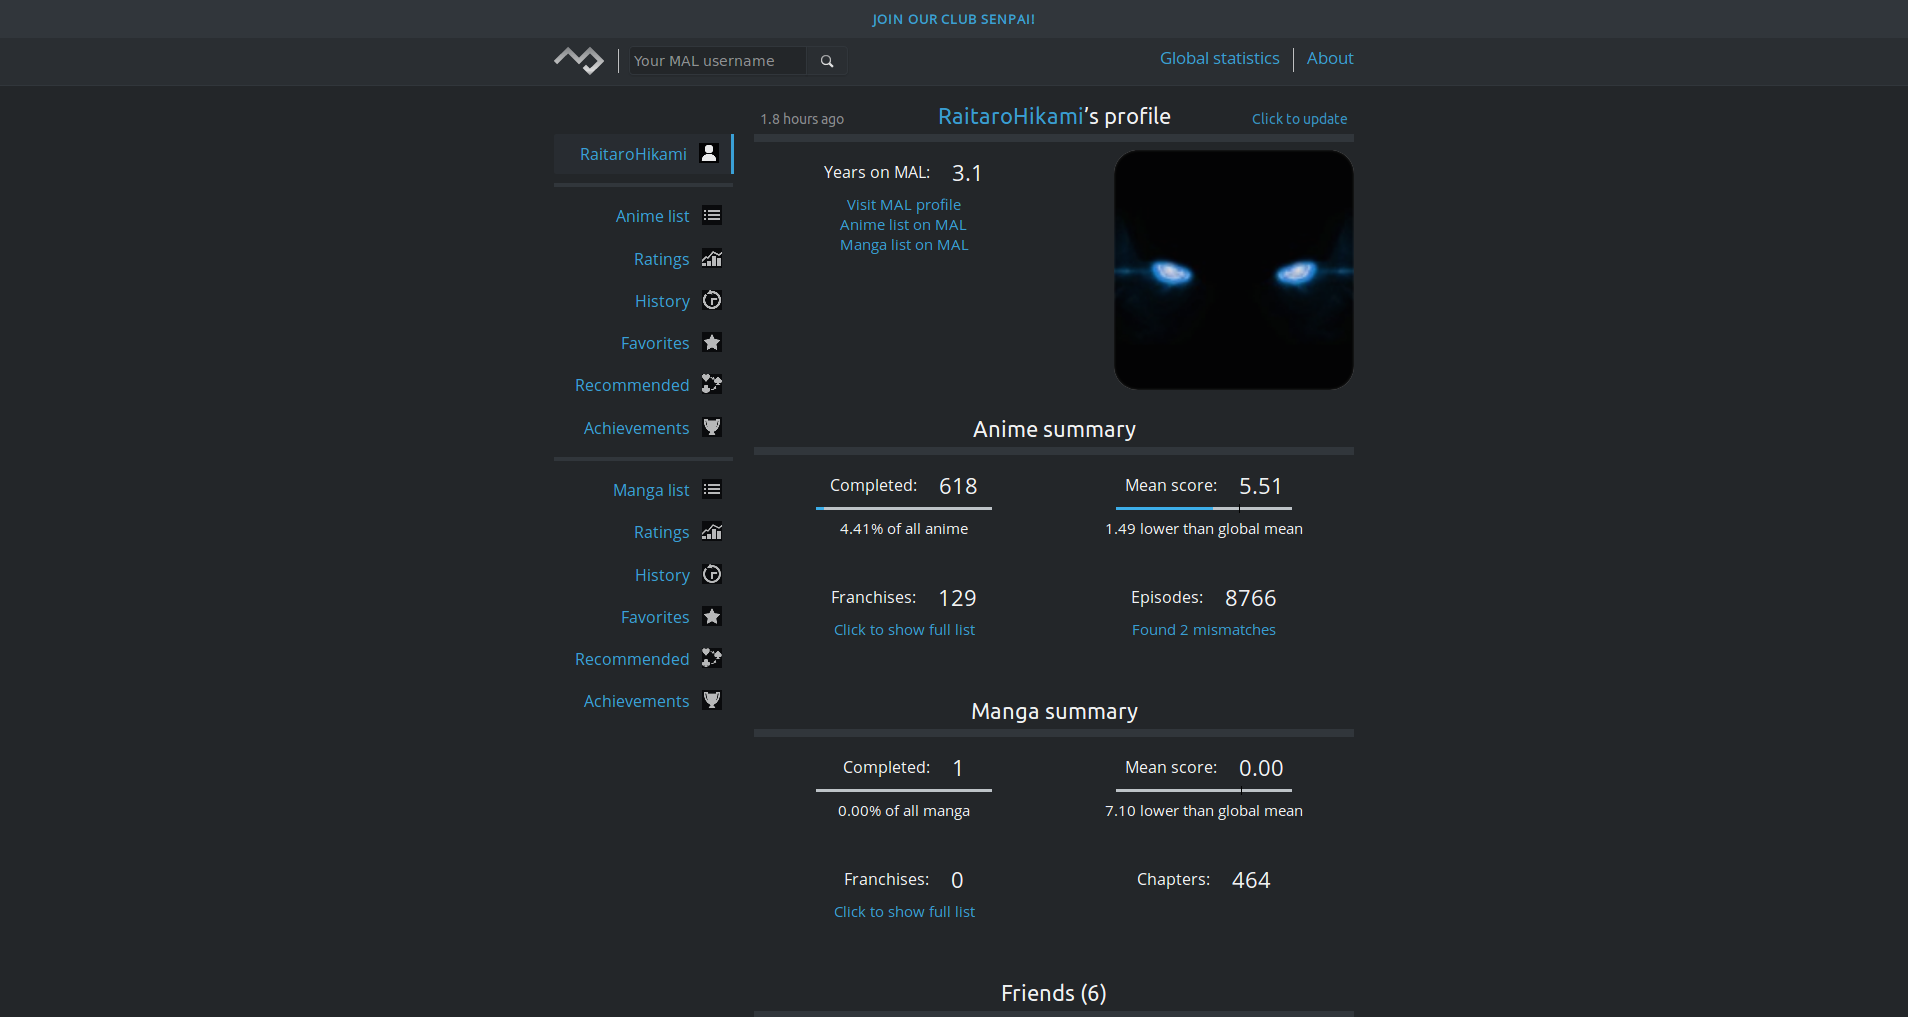 JOIN OUR CLUB SENPAI!
Your MAL username
Global statistics
About
RaitaroHikami
Anime list
Ratings
History
Favorites
Recommended
Achievements
Manga list
Ratings
History
Favorites
Recommended
Achievements
1.8 hours ago
RaitaroHikami’s profile
Click to update
Years on MAL: 3.1
Visit MAL profile
Anime list on MAL
Manga list on MAL
Anime summary
Completed: 618
4.41% of all anime
Mean score: 5.51
1.49 lower than global mean
Franchises: 129
Click to show full list
Episodes: 8766
Found 2 mismatches
Manga summary
Completed: 1
0.00% of all manga
Mean score: 0.00
7.10 lower than global mean
Franchises: 0
Click to show full list
Chapters: 464
Friends (6)